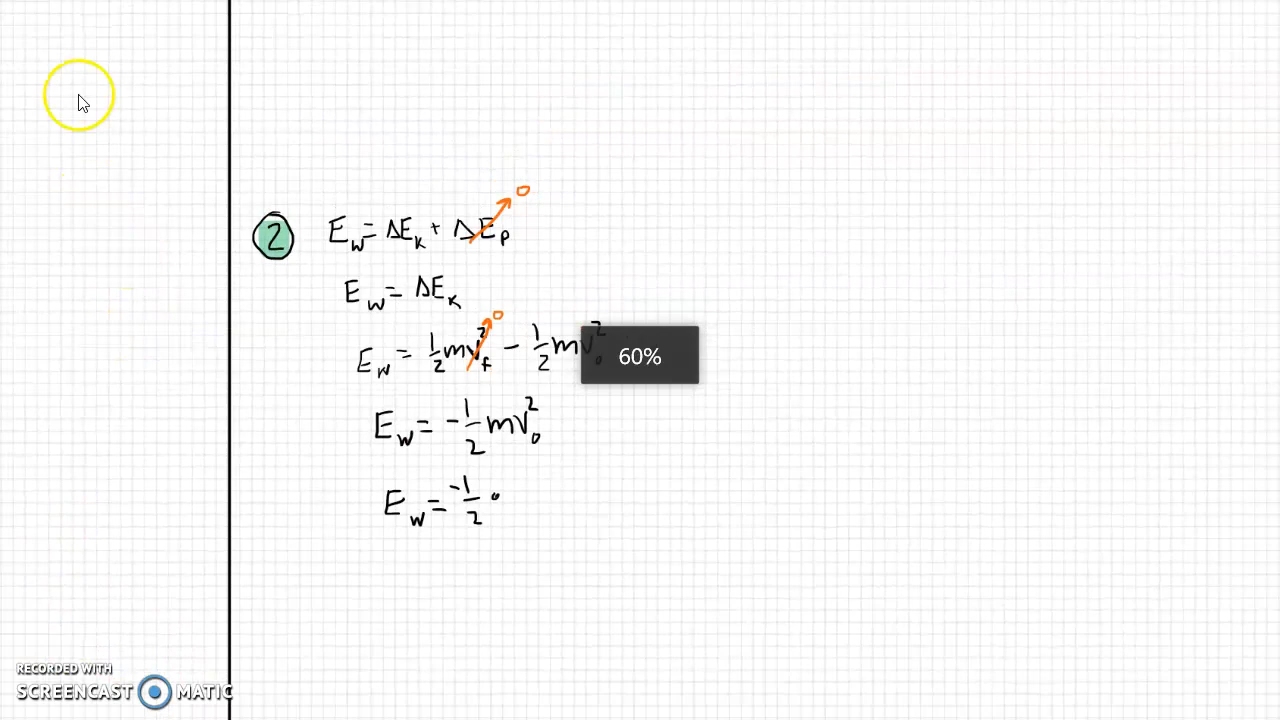 2 E_w = ΔE_k + ΔE_p 0
E_w = ΔE_k
E_w = 1/2 mv_f^2 0 - 1/2 mv_0^2
60%
E_w = -1/2 mv_0^2
E_w = -1/2 •
RECORDED WITH
SCREENCAST MATIC